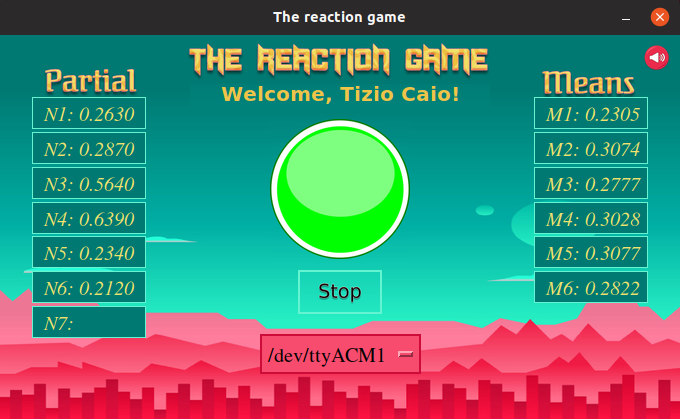 The reaction game
THE REACTION GAME
Welcome, Tizio Caio!
Partial
N1: 0.2630
N2: 0.2870
N3: 0.5640
N4: 0.6390
N5: 0.2340
N6: 0.2120
N7:
Stop
/dev/ttyACM1
Means
M1: 0.2305
M2: 0.3074
M3: 0.2777
M4: 0.3028
M5: 0.3077
M6: 0.2822